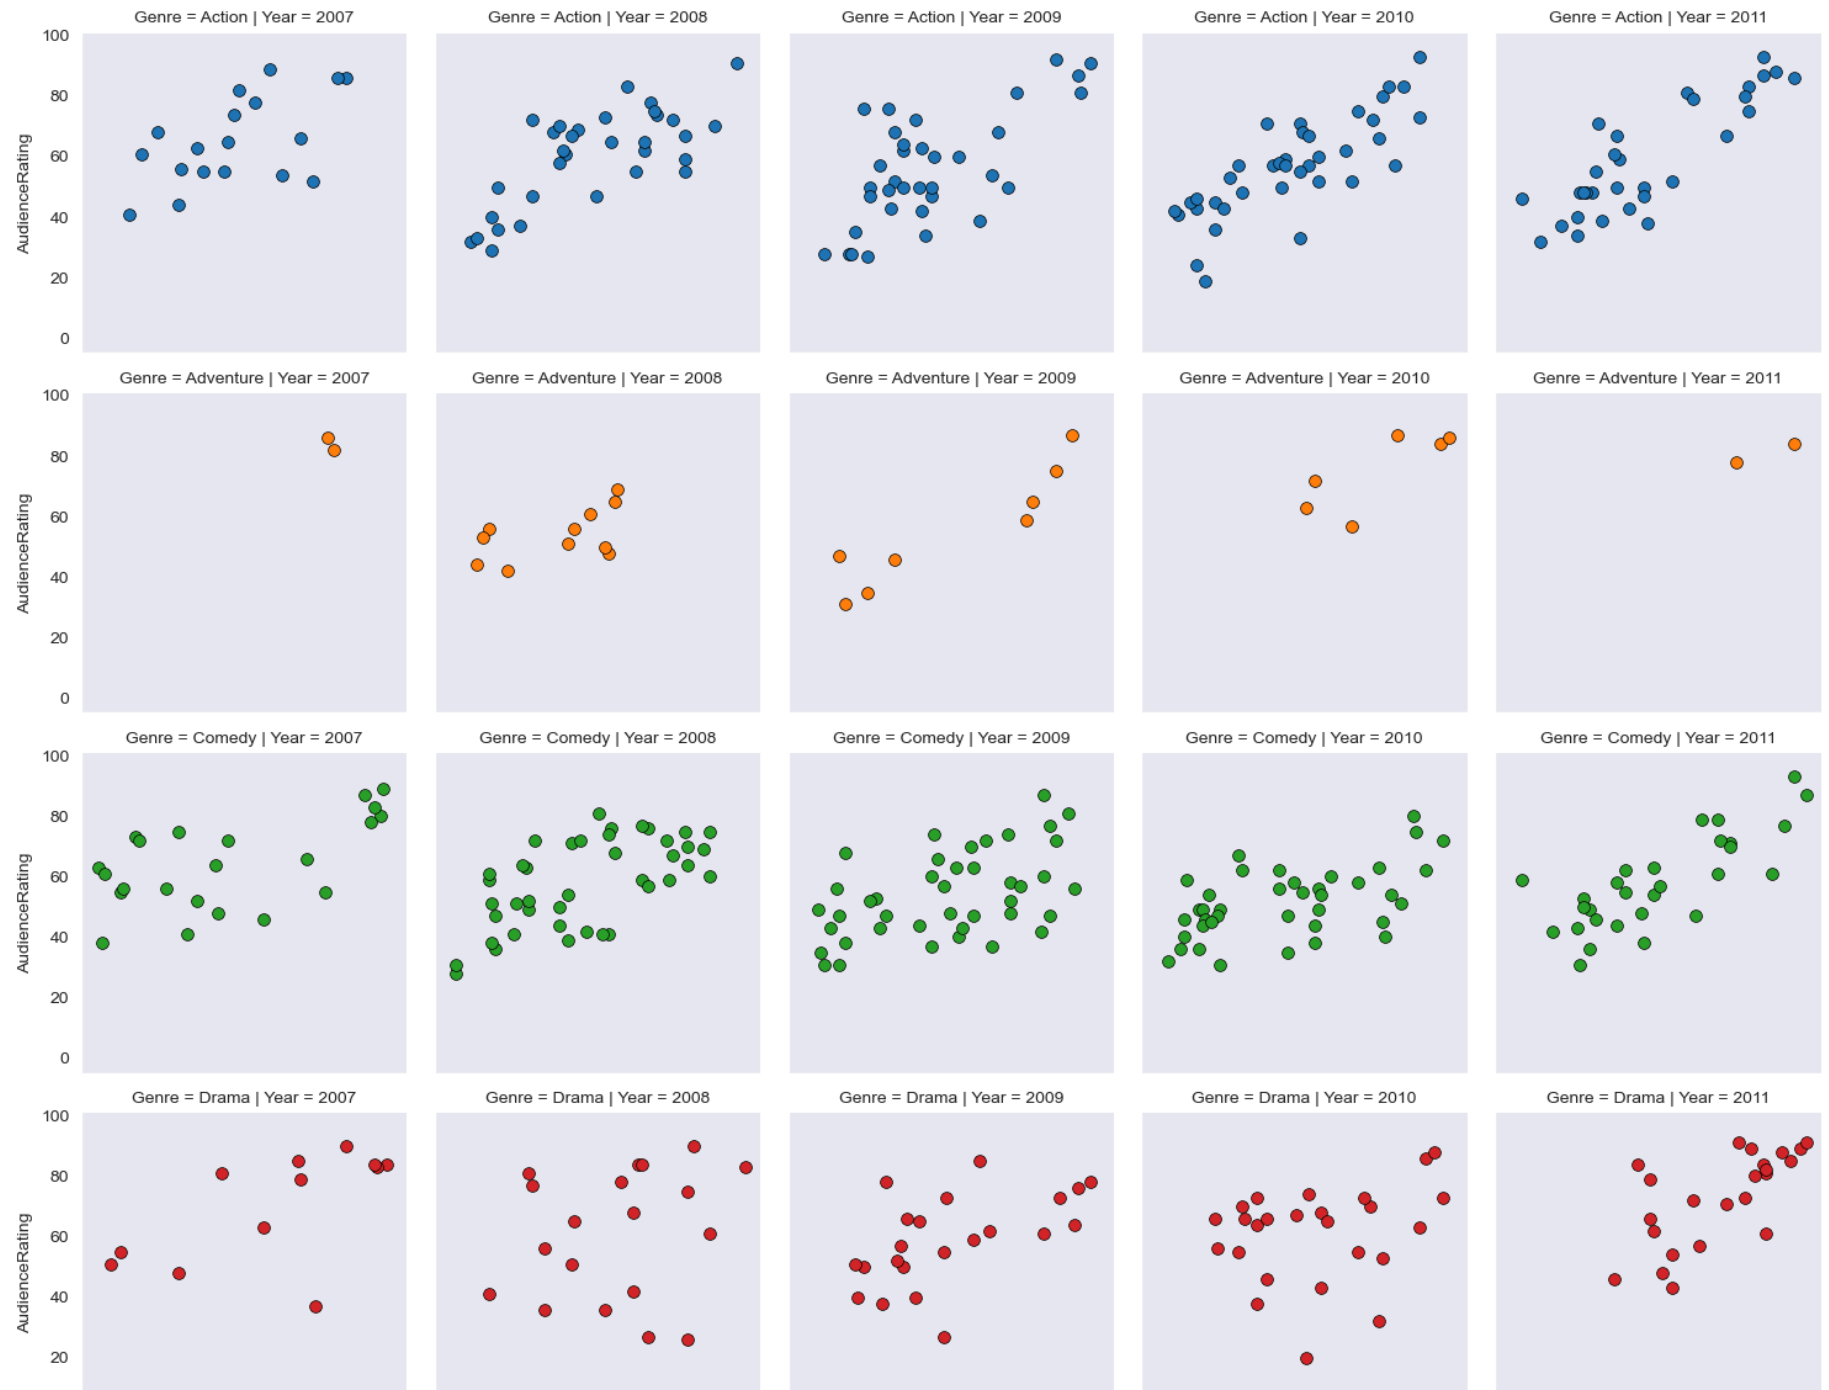 Genre = Action | Year = 2007
Genre = Action | Year = 2008
Genre = Action | Year = 2009
Genre = Action | Year = 2010
Genre = Action | Year = 2011
100
80
60
40
20
0
AudienceRating
Genre = Adventure | Year = 2007
Genre = Adventure | Year = 2008
Genre = Adventure | Year = 2009
Genre = Adventure | Year = 2010
Genre = Adventure | Year = 2011
100
80
60
40
20
0
AudienceRating
Genre = Comedy | Year = 2007
Genre = Comedy | Year = 2008
Genre = Comedy | Year = 2009
Genre = Comedy | Year = 2010
Genre = Comedy | Year = 2011
100
80
60
40
20
0
AudienceRating
Genre = Drama | Year = 2007
Genre = Drama | Year = 2008
Genre = Drama | Year = 2009
Genre = Drama | Year = 2010
Genre = Drama | Year = 2011
100
80
60
40
20
AudienceRating